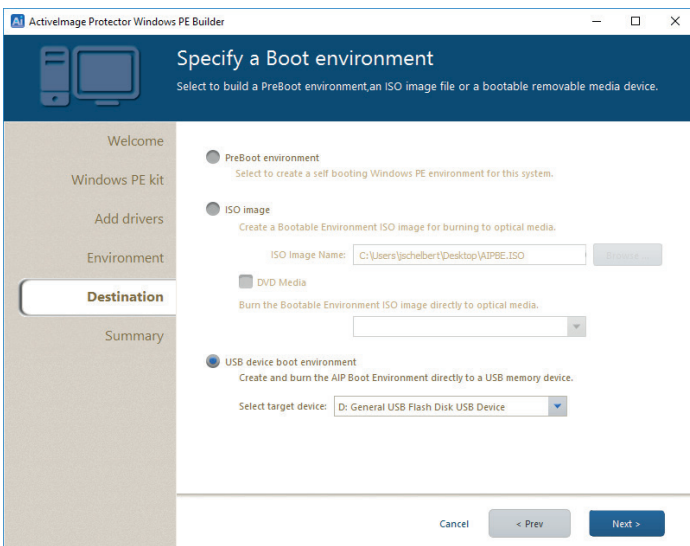 ActiveImage Protector Windows PE Builder
Specify a Boot environment
Select to build a PreBoot environment,an ISO image file or a bootable removable media device.
Welcome
Windows PE kit
Add drivers
Environment
Destination
Summary
PreBoot environment
Select to create a self booting Windows PE environment for this system.
ISO image
Create a Bootable Environment ISO image for burning to optical media.
ISO Image Name: C:\Users\jschelbert\Desktop\AIPBE.ISO Browse...
DVD Media
Burn the Bootable Environment ISO image directly to optical media.
USB device boot environment
Create and burn the AIP Boot Environment directly to a USB memory device.
Select target device: D: General USB Flash Disk USB Device
Cancel < Prev Next >